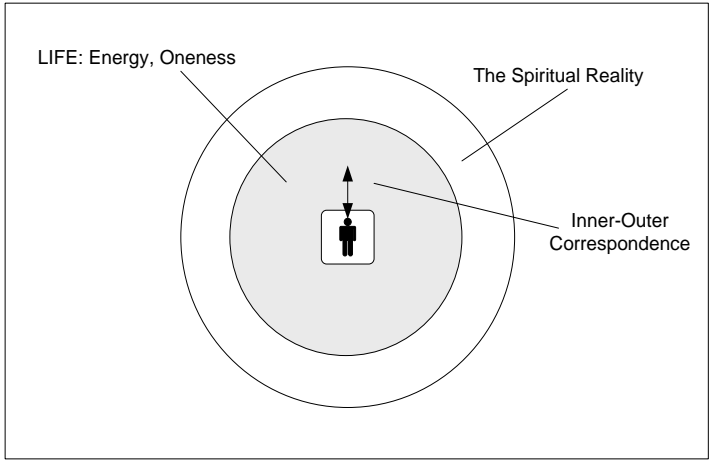 LIFE: Energy, Oneness
The Spiritual Reality
Inner-Outer
Correspondence